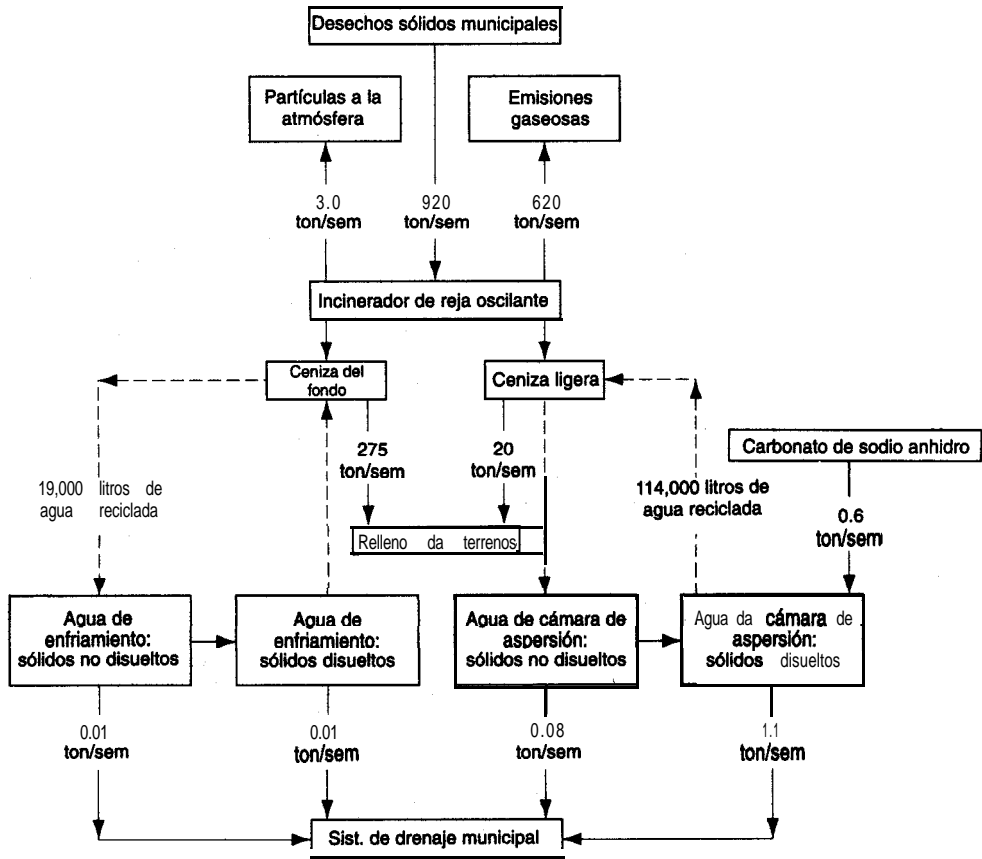 Desechos sólidos municipales
Partículas a la
atmósfera
Emisiones
gaseosas
3.0
ton/sem
920
ton/sem
620
ton/sem
Incinerador de reja oscilante
Ceniza del
fondo
Ceniza ligera
Carbonato de sodio anhidro
275
ton/sem
20
ton/sem
19,000 litros de
agua reciclada
114,000 litros de
agua reciclada
0.6
ton/sem
Relleno da terrenos
Agua de
enfriamiento:
sólidos no disueltos
Agua de
enfriamiento:
sólidos disueltos
Agua de cámara de
aspersión:
sólidos no disueltos
Agua da cámara de
aspersión:
sólidos disueltos
0.01
ton/sem
0.01
ton/sem
0.08
ton/sem
1.1
ton/sem
Sist. de drenaje municipal